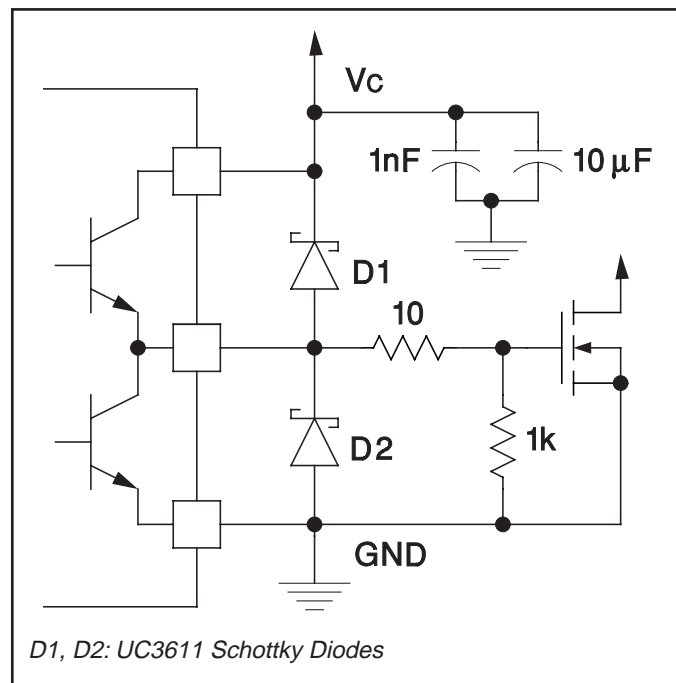 Vc
1nF
10 µF
D1
10
D2
1k
GND
D1, D2: UC3611 Schottky Diodes